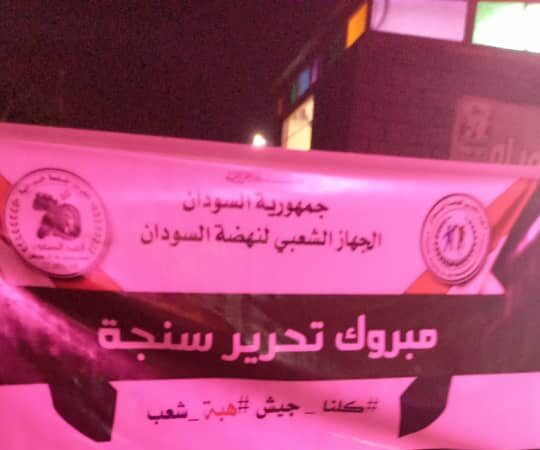 جمهورية السودان
الجهاز الشعبي لنهضة السودان
مبروك تحرير سنجة
#كلنا_جيش #هبة_شعب